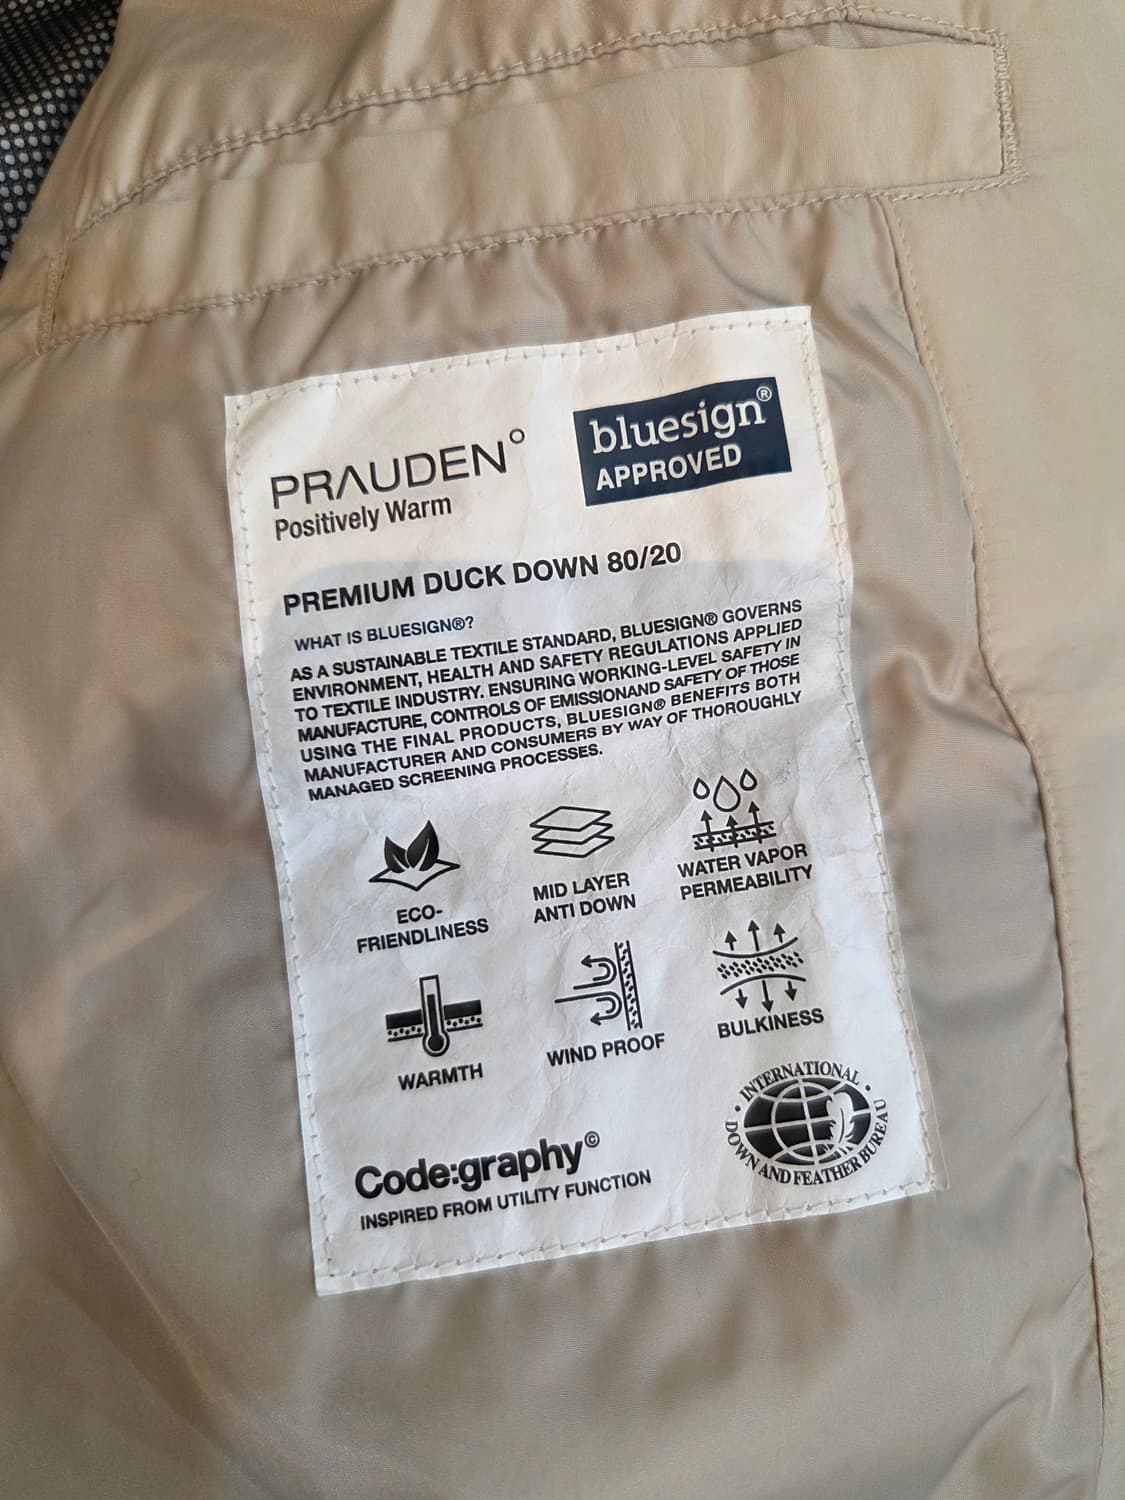 PRAUDEN°
Positively Warm
bluesign®
APPROVED
PREMIUM DUCK DOWN 80/20
WHAT IS BLUESIGN®?
AS A SUSTAINABLE TEXTILE STANDARD, BLUESIGN® GOVERNS
ENVIRONMENT, HEALTH AND SAFETY REGULATIONS APPLIED
TO TEXTILE INDUSTRY. ENSURING WORKING-LEVEL SAFETY IN
MANUFACTURE, CONTROLS OF EMISSIONAND SAFETY OF THOSE
USING THE FINAL PRODUCTS, BLUESIGN® BENEFITS BOTH
MANUFACTURER AND CONSUMERS BY WAY OF THOROUGHLY
MANAGED SCREENING PROCESSES.
ECO-
FRIENDLINESS
MID LAYER
ANTI DOWN
WATER VAPOR
PERMEABILITY
WARMTH
WIND PROOF
BULKINESS
Code:graphy©
INSPIRED FROM UTILITY FUNCTION
• INTERNATIONAL •
DOWN AND FEATHER BUREAU